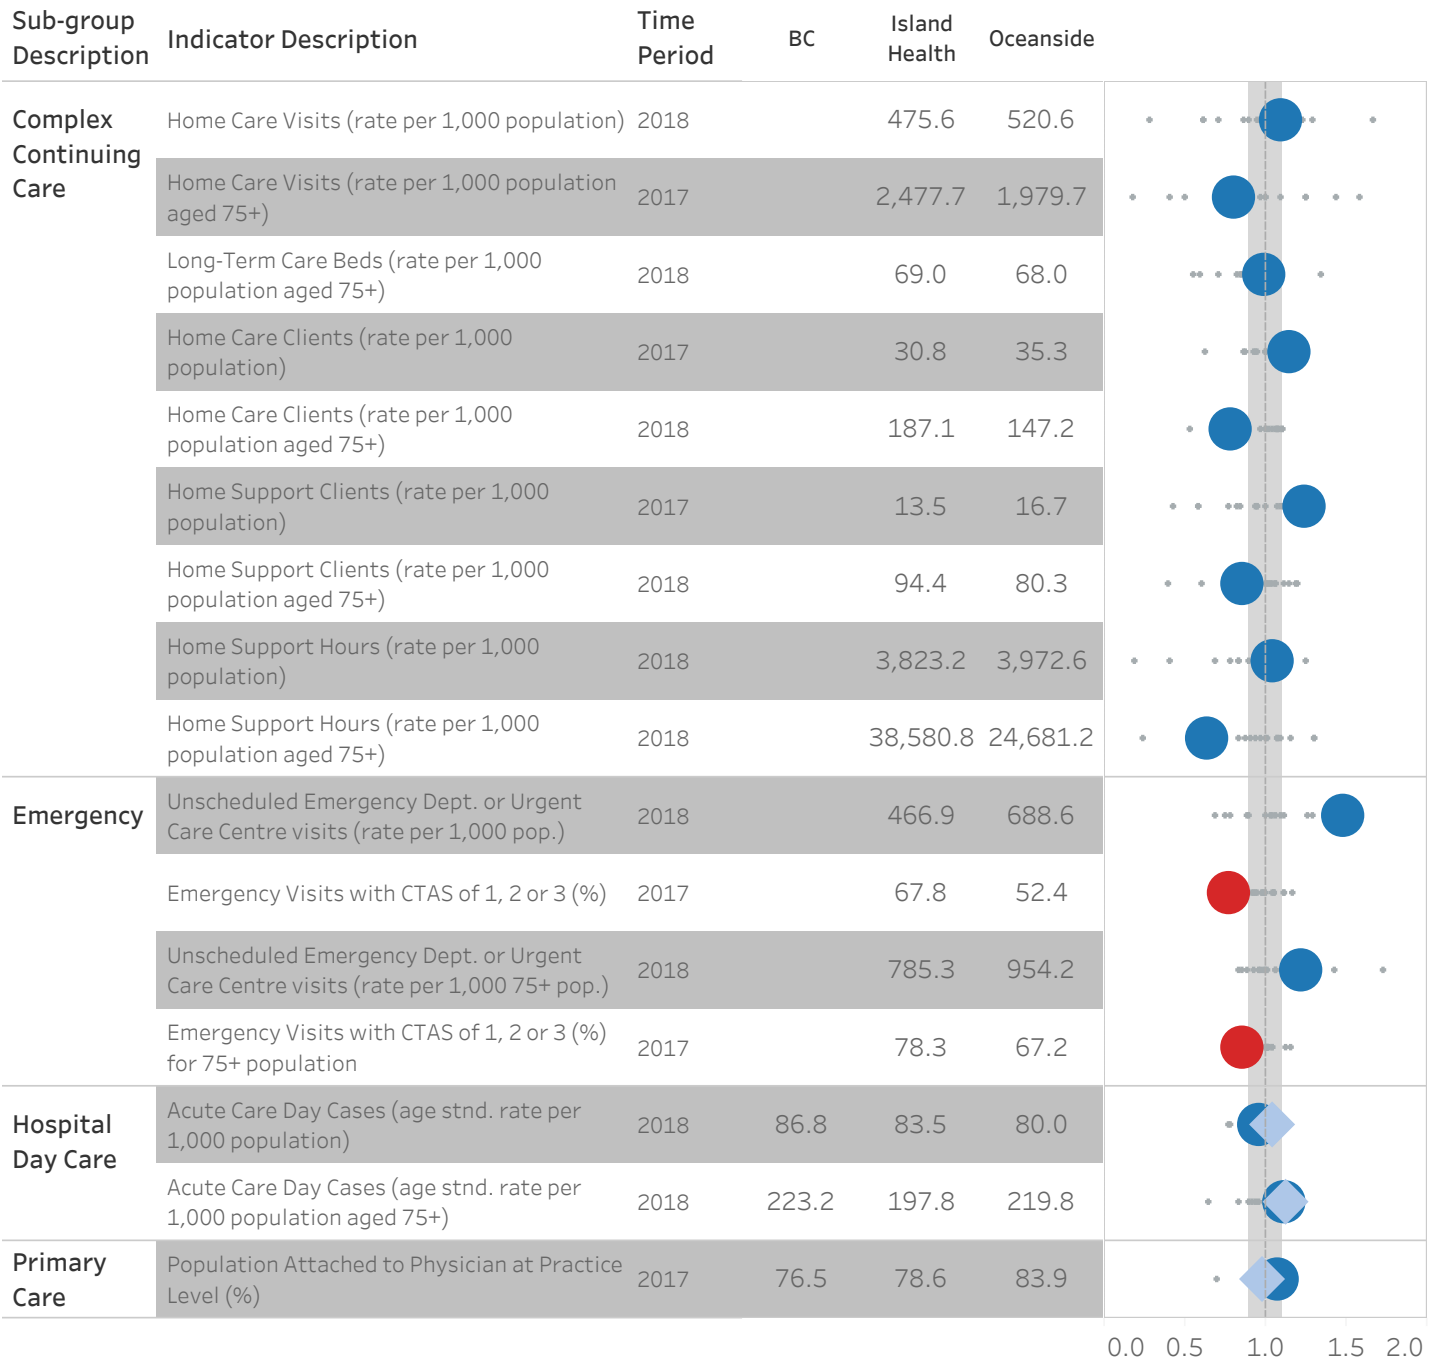 Sub-group Description
Indicator Description
Time Period
BC
Island Health
Oceanside
Complex Continuing Care
Home Care Visits (rate per 1,000 population) 2018 475.6 520.6
Home Care Visits (rate per 1,000 population
aged 75+) 2017 2,477.7 1,979.7
Long-Term Care Beds (rate per 1,000
population aged 75+) 2018 69.0 68.0
Home Care Clients (rate per 1,000
population) 2017 30.8 35.3
Home Care Clients (rate per 1,000
population aged 75+) 2018 187.1 147.2
Home Support Clients (rate per 1,000
population) 2017 13.5 16.7
Home Support Clients (rate per 1,000
population aged 75+) 2018 94.4 80.3
Home Support Hours (rate per 1,000
population) 2018 3,823.2 3,972.6
Home Support Hours (rate per 1,000
population aged 75+) 2018 38,580.8 24,681.2
Emergency
Unscheduled Emergency Dept. or Urgent
Care Centre visits (rate per 1,000 pop.) 2018 466.9 688.6
Emergency Visits with CTAS of 1, 2 or 3 (%) 2017 67.8 52.4
Unscheduled Emergency Dept. or Urgent
Care Centre visits (rate per 1,000 75+ pop.) 2018 785.3 954.2
Emergency Visits with CTAS of 1, 2 or 3 (%)
for 75+ population 2017 78.3 67.2
Hospital Day Care
Acute Care Day Cases (age stnd. rate per
1,000 population) 2018 86.8 83.5 80.0
Acute Care Day Cases (age stnd. rate per
1,000 population aged 75+) 2018 223.2 197.8 219.8
Primary Care
Population Attached to Physician at Practice
Level (%) 2017 76.5 78.6 83.9
0.0 0.5 1.0 1.5 2.0